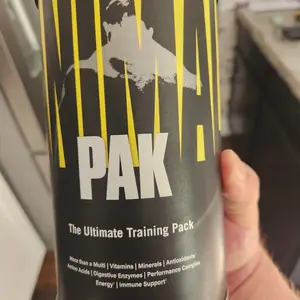 ANIMAL
PAK
The Ultimate Training Pack
More than a Multi | Vitamins | Minerals | Antioxidants
Amino Acids | Digestive Enzymes | Performance Complex
Energy* | Immune Support*